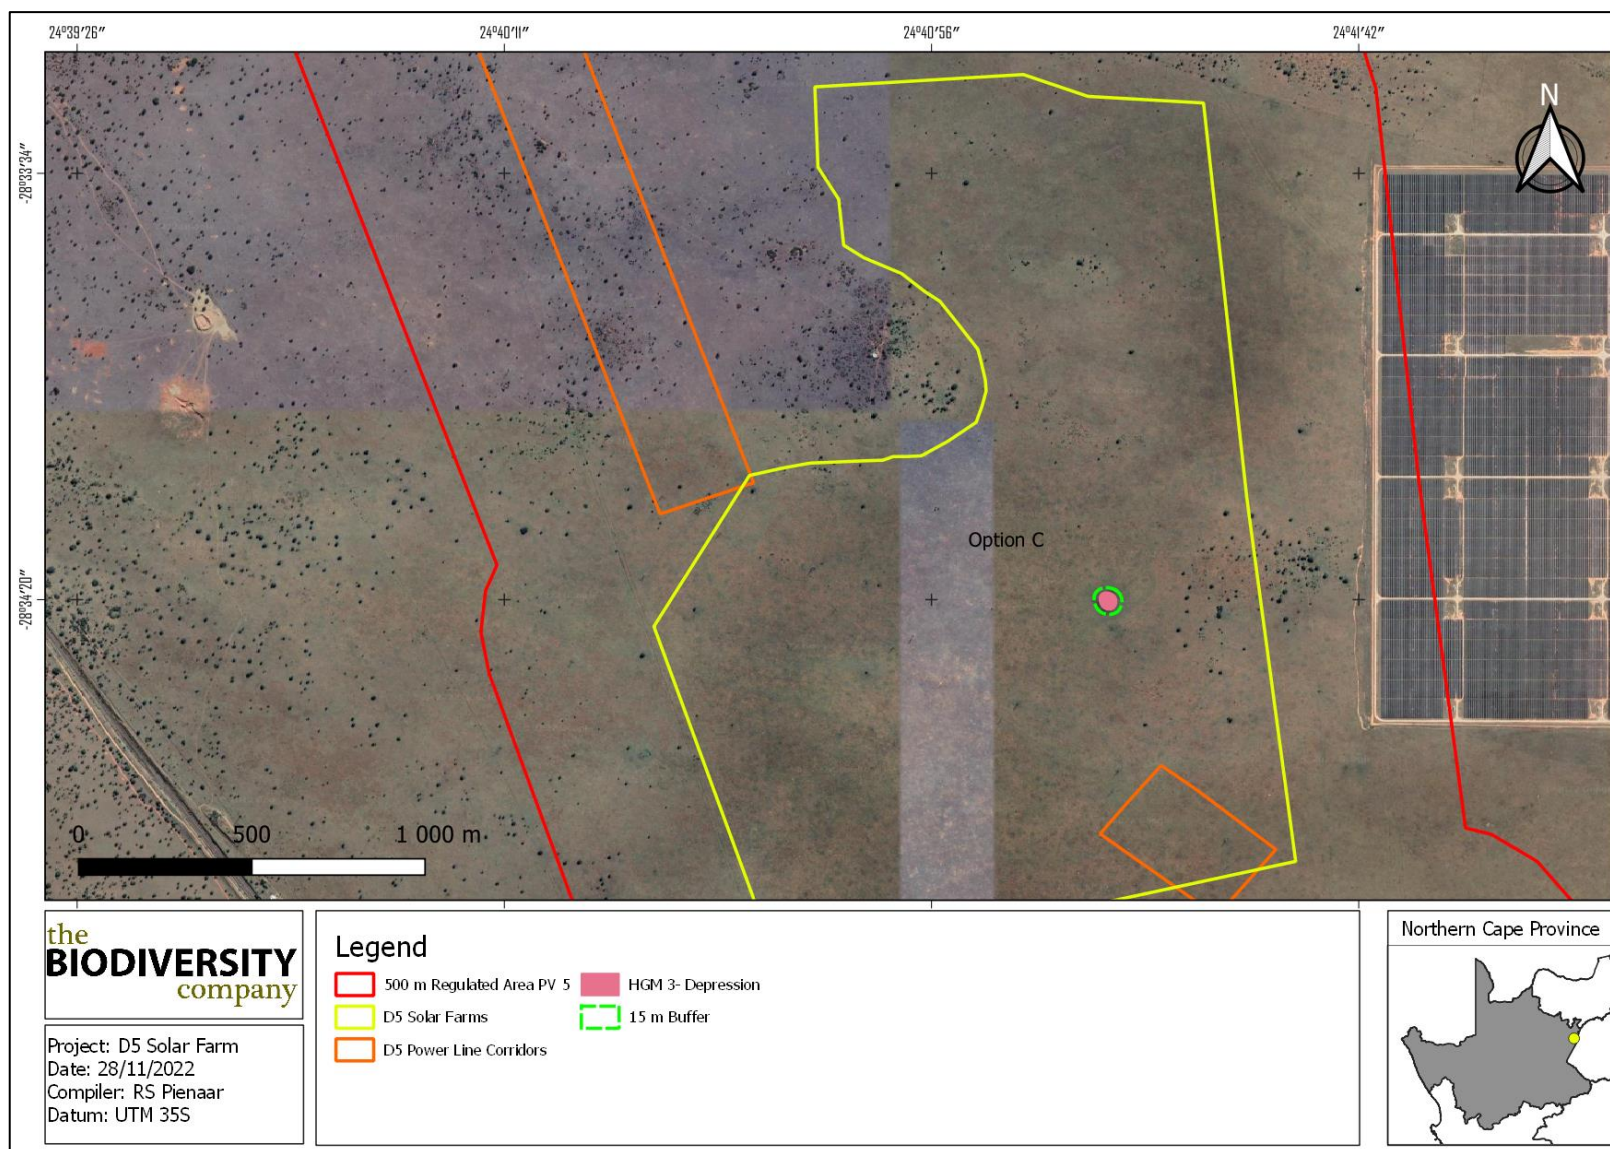 24°39'26"
24°40'11"
24°40'56"
24°41'42"
-28°33'34"
N
Option C
-28°34'20"
0 500 1 000 m
the
BIODIVERSITY
company
Project: D5 Solar Farm
Date: 28/11/2022
Compiler: RS Pienaar
Datum: UTM 35S
Legend
500 m Regulated Area PV 5
D5 Solar Farms
D5 Power Line Corridors
HGM 3- Depression
15 m Buffer
Northern Cape Province